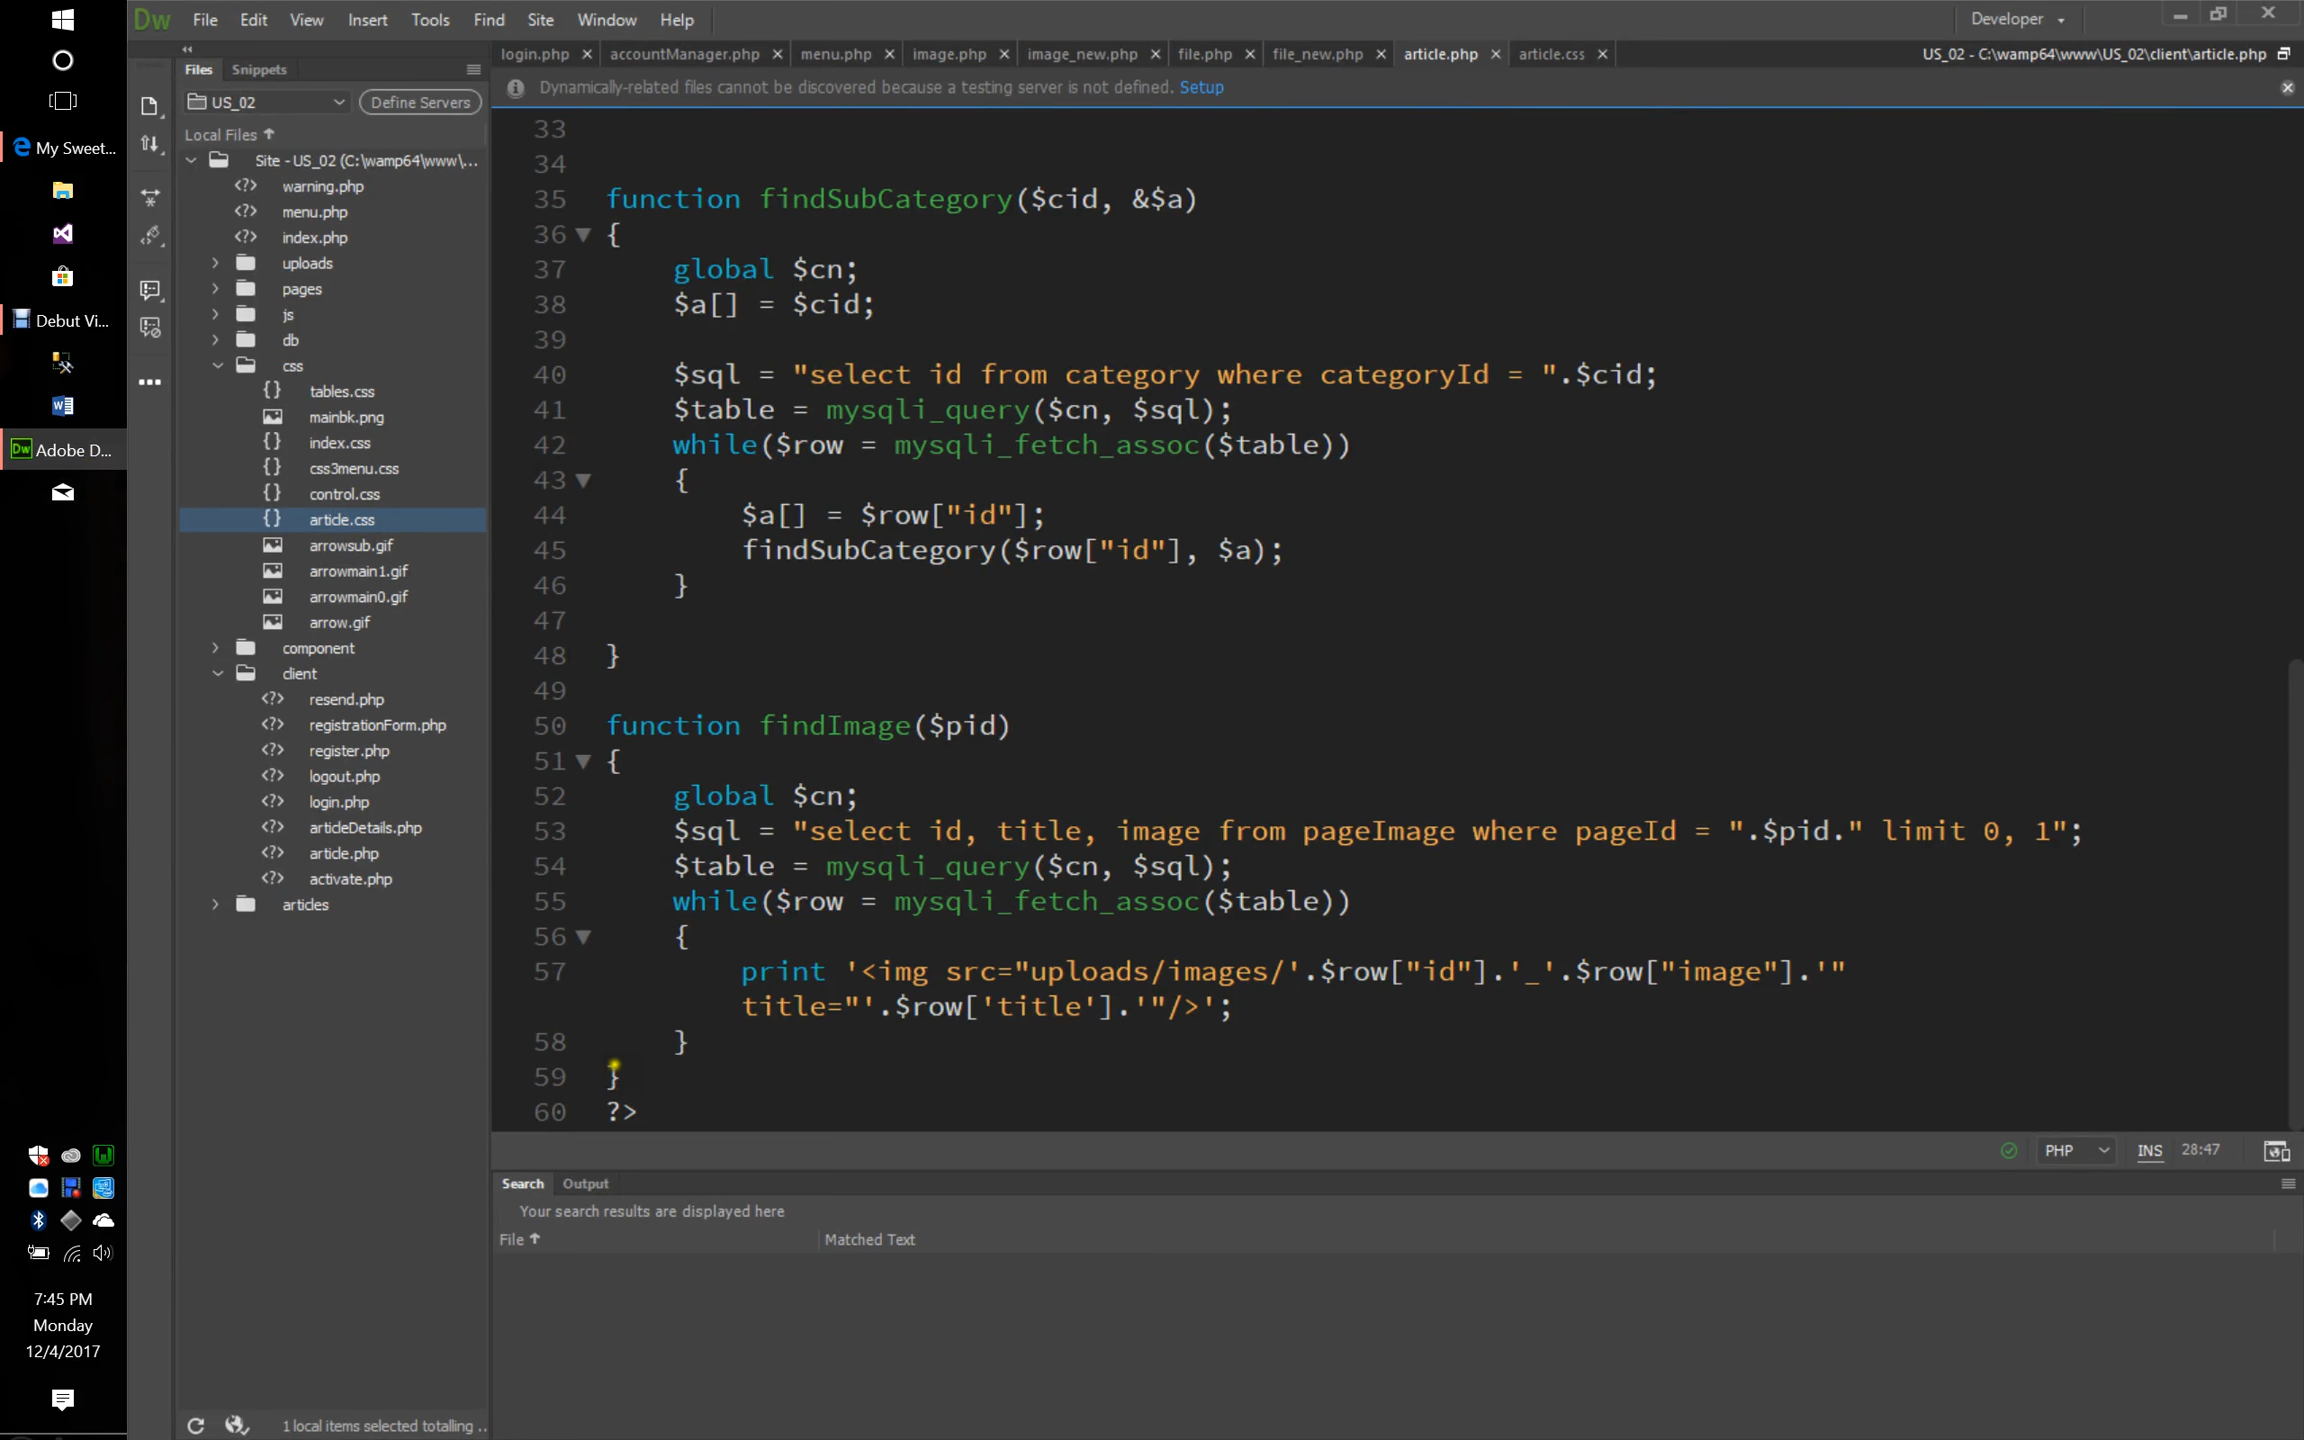 Dw File Edit View Insert Tools Find Site Window Help Developer
login.php accountManager.php menu.php image.php image_new.php file.php file_new.php article.php article.css US_02 - C:\wamp64\www\US_02\client\article.php
Dynamically-related files cannot be discovered because a testing server is not defined. Setup
My Sweet...
Debut Vi...
Dw Adobe D...
7:45 PM
Monday
12/4/2017
Files Snippets
US_02 Define Servers
Local Files
Site - US_02 (C:\wamp64\www\...
<?> warning.php
<?> menu.php
<?> index.php
uploads
pages
js
db
css
{} tables.css
mainbk.png
{} index.css
{} css3menu.css
{} control.css
{} article.css
arrowsub.gif
arrowmain1.gif
arrowmain0.gif
arrow.gif
component
client
<?> resend.php
<?> registrationForm.php
<?> register.php
<?> logout.php
<?> login.php
<?> articleDetails.php
<?> article.php
<?> activate.php
articles
1 local items selected totalling ..
33
34
35 function findSubCategory($cid, &$a)
36 {
37 global $cn;
38 $a[] = $cid;
39
40 $sql = "select id from category where categoryId = ".$cid;
41 $table = mysqli_query($cn, $sql);
42 while($row = mysqli_fetch_assoc($table))
43 {
44 $a[] = $row["id"];
45 findSubCategory($row["id"], $a);
46 }
47
48 }
49
50 function findImage($pid)
51 {
52 global $cn;
53 $sql = "select id, title, image from pageImage where pageId = ".$pid." limit 0, 1";
54 $table = mysqli_query($cn, $sql);
55 while($row = mysqli_fetch_assoc($table))
56 {
57 print '<img src="uploads/images/'.$row["id"].'_'.$row["image"].'"
title="'.$row['title'].'"/>';
58 }
59 }
60 ?>
PHP INS 28:47
Search Output
Your search results are displayed here
File Matched Text